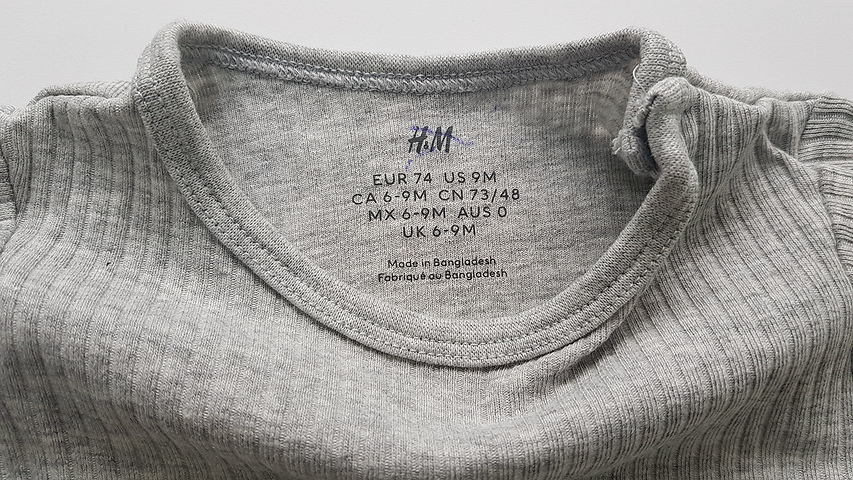 H&M
EUR 74 US 9M
CA 6-9M CN 73/48
MX 6-9M AUS 0
UK 6-9M
Made in Bangladesh
Fabriqué au Bangladesh